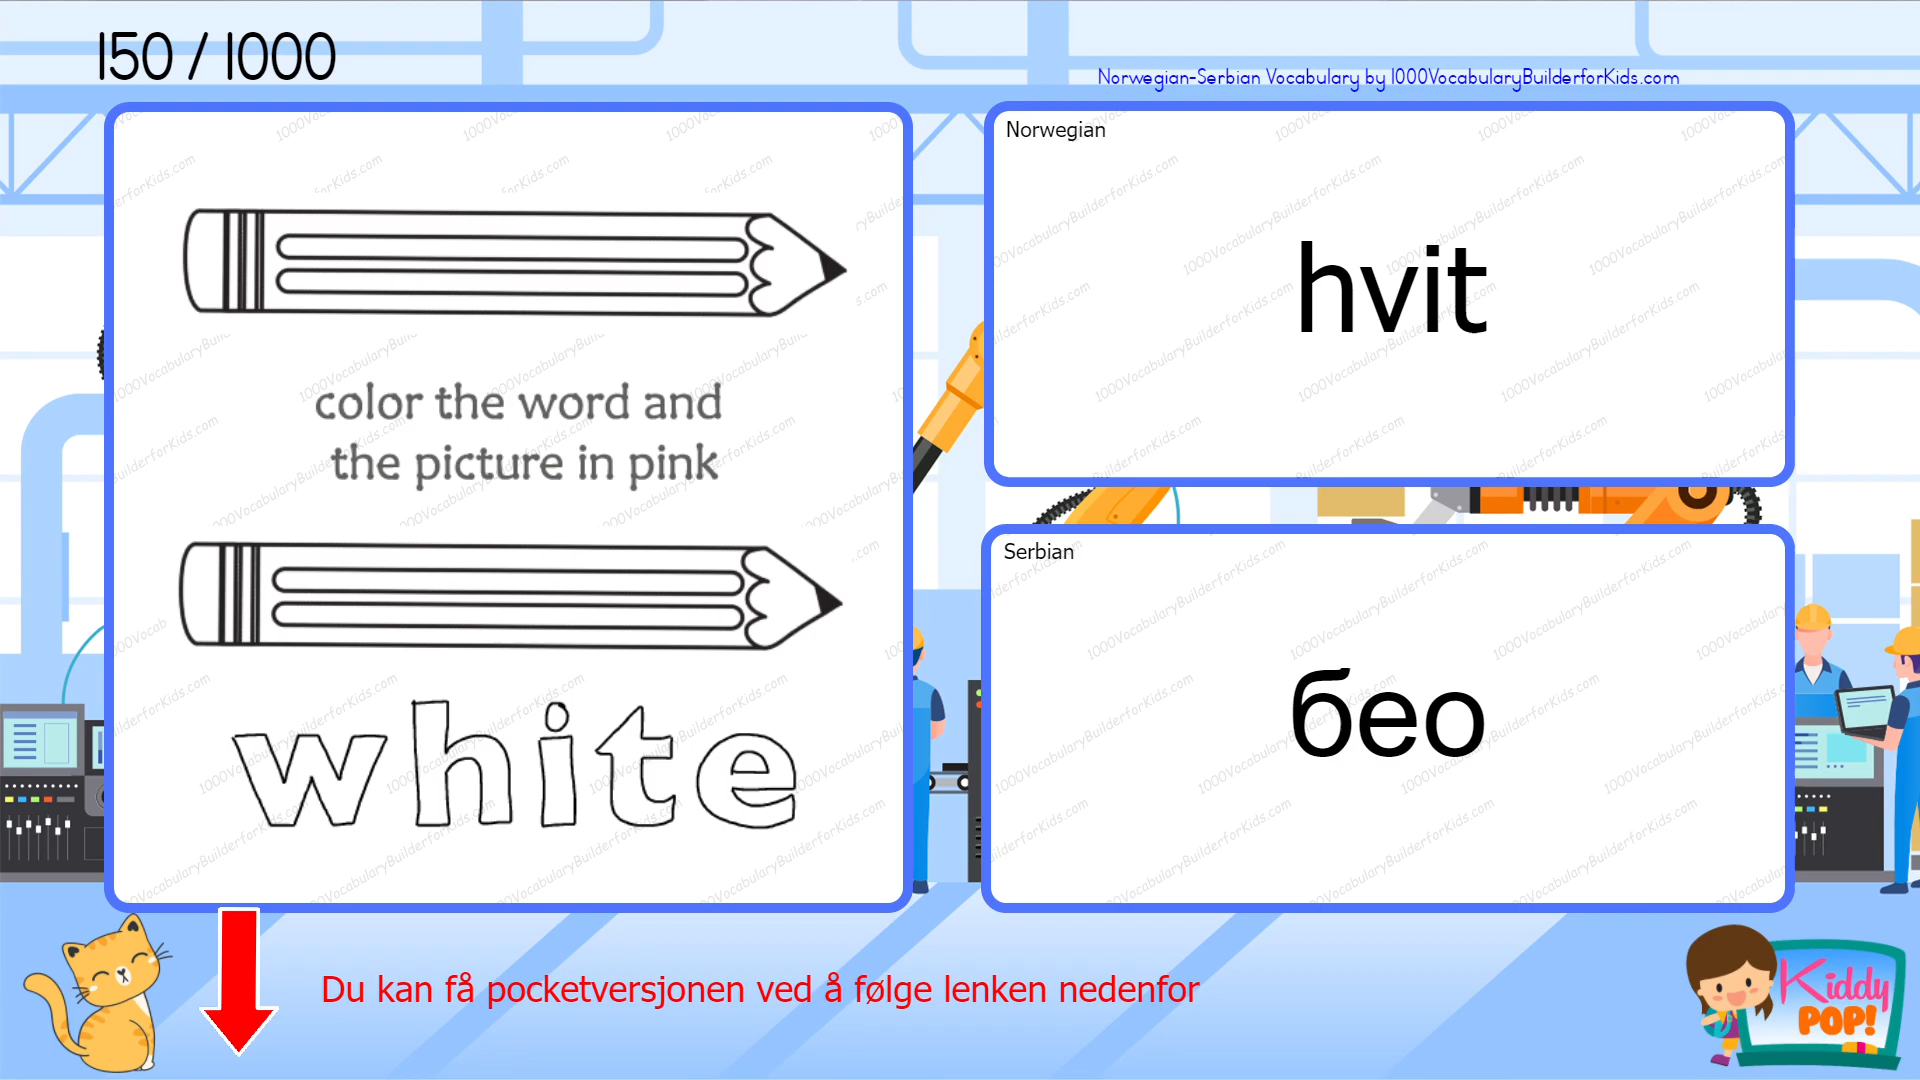 150 / 1000
Norwegian-Serbian Vocabulary by 1000VocabularyBuilderforKids.com
color the word and
the picture in pink
white
Norwegian
hvit
Serbian
бео
Du kan få pocketversjonen ved å følge lenken nedenfor
Kiddy
POP!